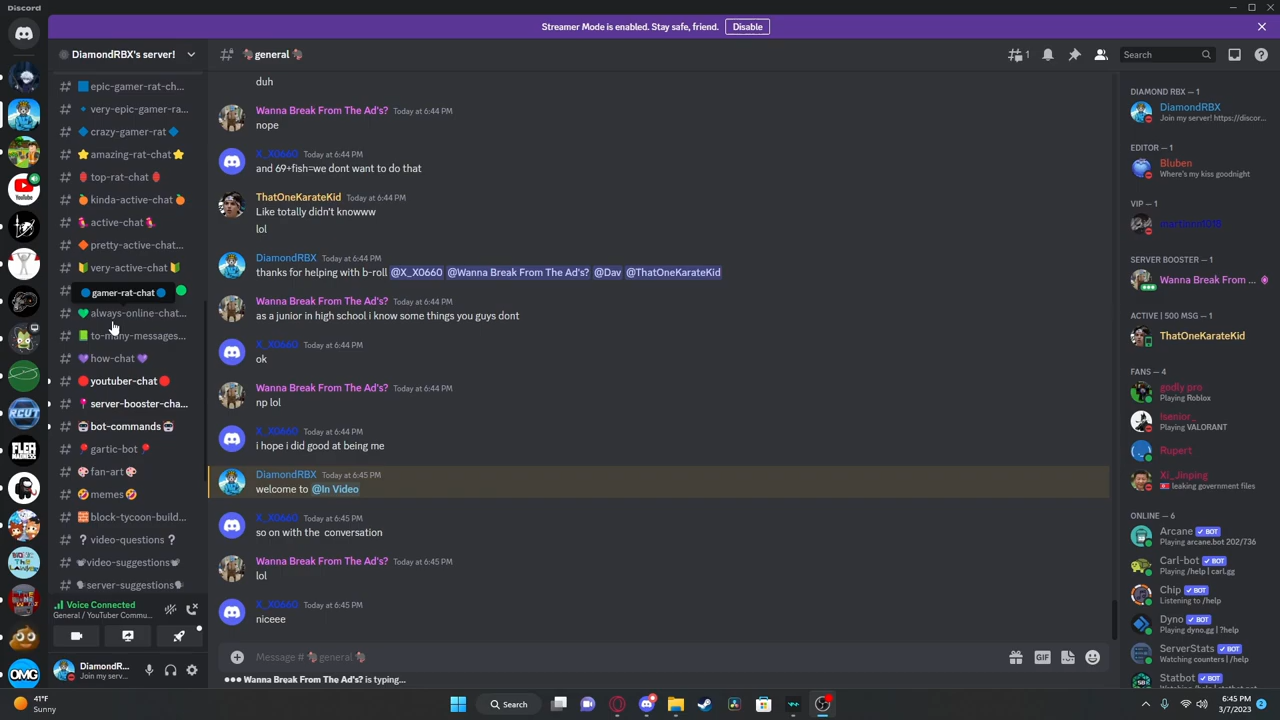 Discord
Streamer Mode is enabled. Stay safe, friend. Disable
DiamondRBX's server!
epic-gamer-rat-ch...
very-epic-gamer-ra...
crazy-gamer-rat
amazing-rat-chat
top-rat-chat
kinda-active-chat
active-chat
pretty-active-chat...
very-active-chat
gamer-rat-chat
always-online-chat...
to-many-messages...
how-chat
youtuber-chat
server-booster-cha...
bot-commands
gartic-bot
fan-art
memes
block-tycoon-build...
video-questions
video-suggestions
server-suggestions
Voice Connected
General / YouTube Commu...
DiamondR...
Join my serv...
# general
1
Search
duh
Wanna Break From The Ad's? Today at 6:44 PM
nope
X_X0660 Today at 6:44 PM
and 69+fish=we dont want to do that
ThatOneKarateKid Today at 6:44 PM
Like totally didn't knowww
lol
DiamondRBX Today at 6:44 PM
thanks for helping with b-roll @X_X0660 @Wanna Break From The Ad's? @Dav @ThatOneKarateKid
Wanna Break From The Ad's? Today at 6:44 PM
as a junior in high school i know some things you guys dont
X_X0660 Today at 6:44 PM
ok
Wanna Break From The Ad's? Today at 6:44 PM
np lol
X_X0660 Today at 6:44 PM
i hope i did good at being me
DiamondRBX Today at 6:45 PM
welcome to @In Video
X_X0660 Today at 6:45 PM
so on with the conversation
Wanna Break From The Ad's? Today at 6:45 PM
lol
X_X0660 Today at 6:45 PM
niceee
Message # general
GIF
Wanna Break From The Ad's? is typing...
DIAMOND RBX — 1
DiamondRBX
Join my server! https://discor...
EDITOR — 1
Bluben
Where's my kiss goodnight
VIP — 1
SERVER BOOSTER — 1
Wanna Break From ...
ACTIVE | 500 MSG — 1
ThatOneKarateKid
FANS — 4
godly pro
Playing Roblox
!senior_
Playing VALORANT
Rupert
Xi_Jinping
leaking government files
ONLINE — 6
Arcane BOT
Playing arcane.bot 202/736
Carl-bot BOT
Playing /help | carl.gg
Chip BOT
Listening to /help
Dyno BOT
Playing dyno.gg | ?help
ServerStats BOT
Watching counters | /help
Statbot BOT
YouTube
RCUT
FLEA
OMG
41°F
Sunny
Search
6:45 PM
3/7/2023
2